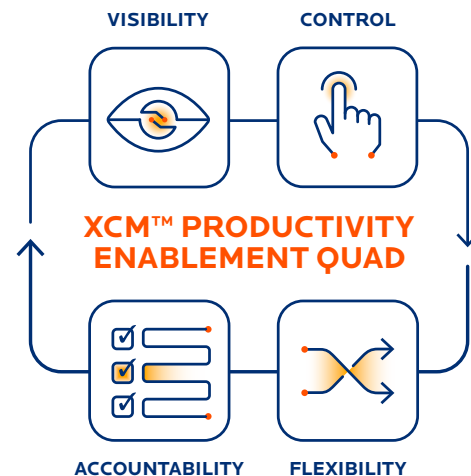 VISIBILITY CONTROL
XCM™ PRODUCTIVITY
ENABLEMENT QUAD
ACCOUNTABILITY FLEXIBILITY